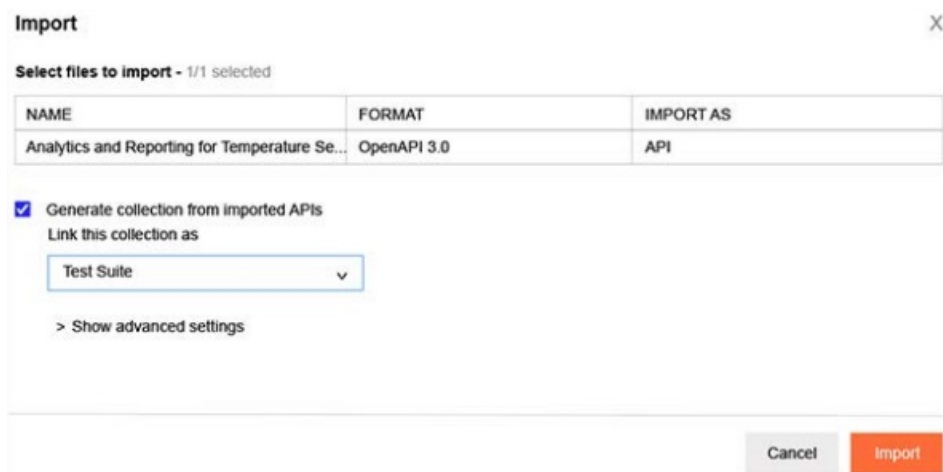 Import X
Select files to import - 1/1 selected
NAME FORMAT IMPORT AS
Analytics and Reporting for Temperature Se... OpenAPI 3.0 API
Generate collection from imported APIs
Link this collection as
Test Suite
> Show advanced settings
Cancel Import